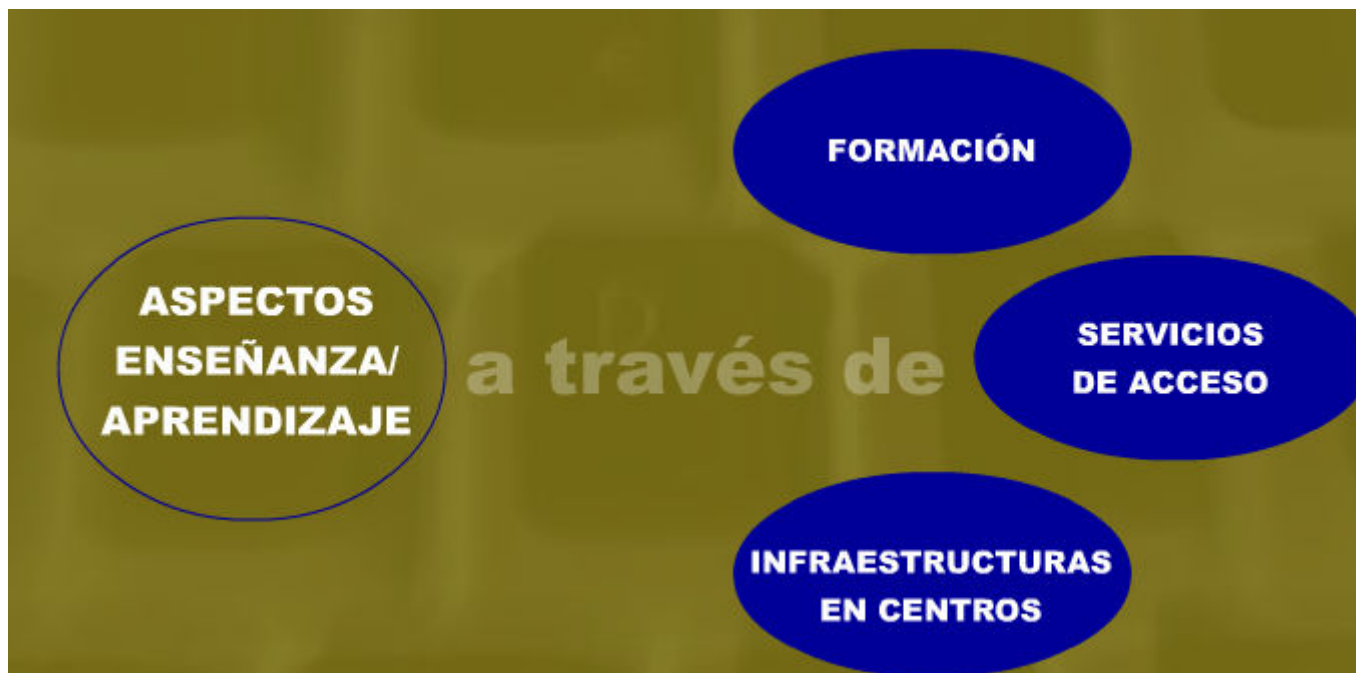 ASPECTOS
ENSEÑANZA/
APRENDIZAJE
a través de
FORMACIÓN
SERVICIOS
DE ACCESO
INFRAESTRUCTURAS
EN CENTROS